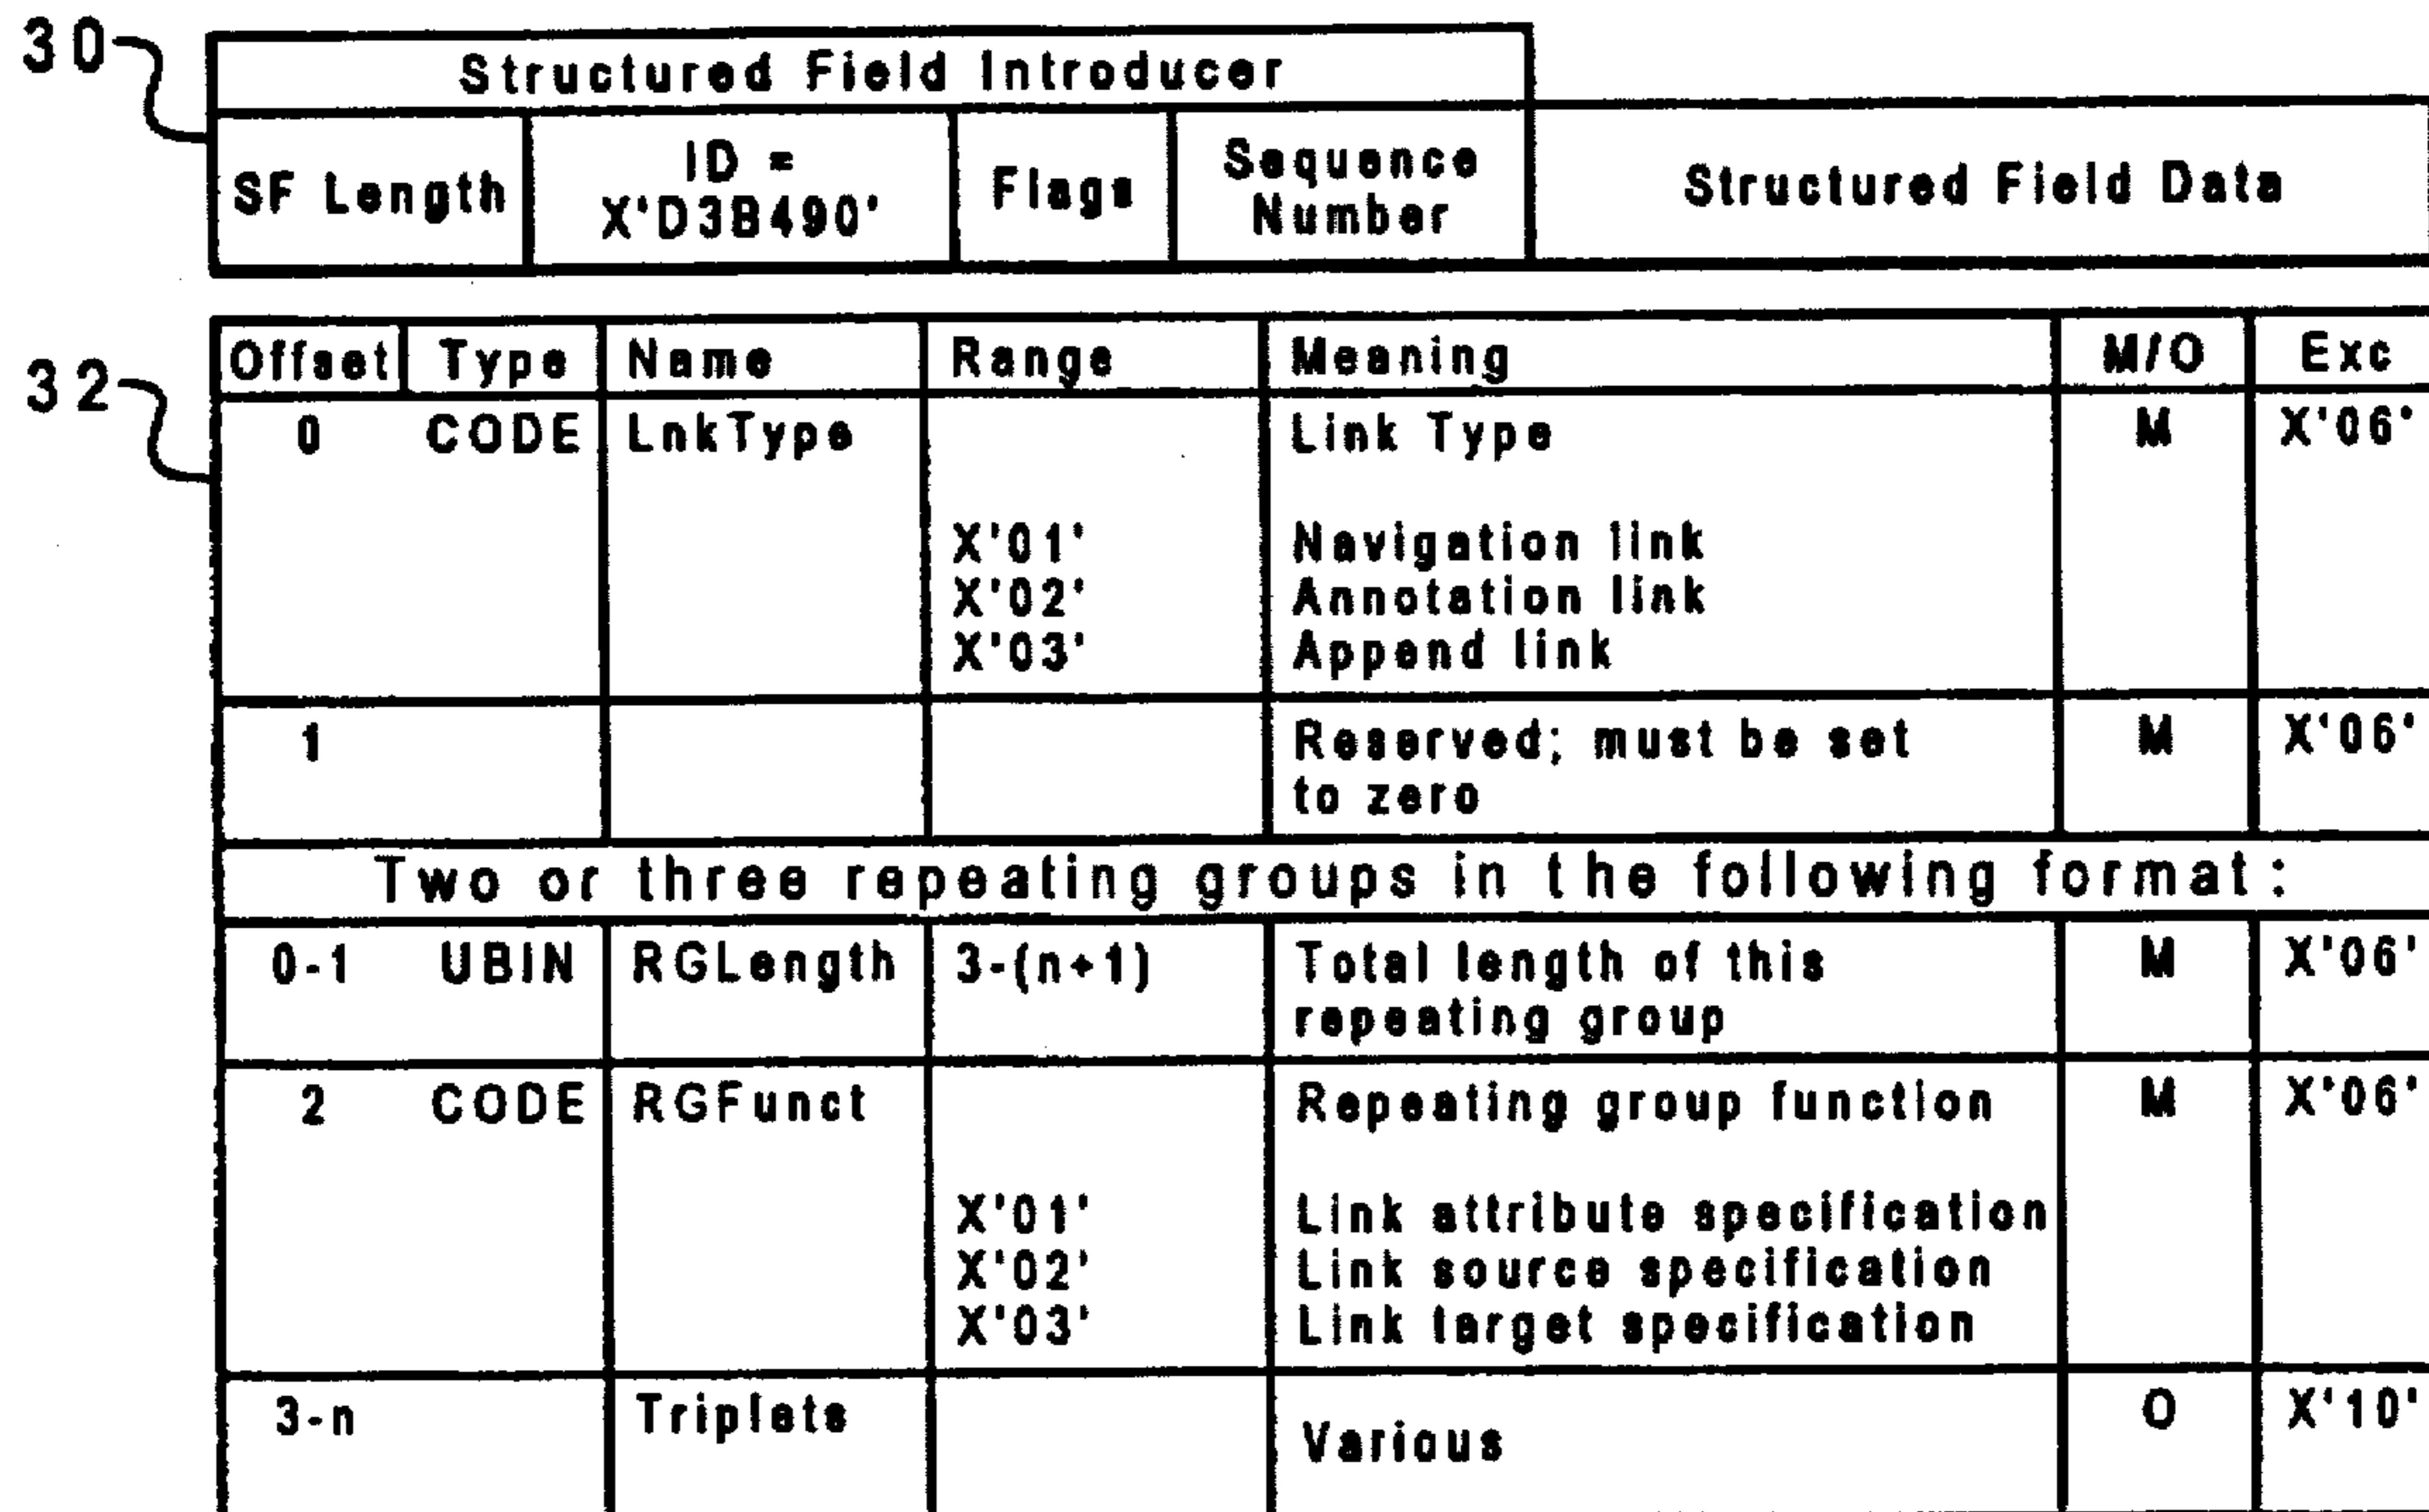 30
Structured Field Introducer
SF Length
ID =
X'D3B490'
Flags
Sequence
Number
Structured Field Data
32
Offset Type Name Range Meaning M/O Exc
0 CODE LnkType Link Type M X'06'
X'01' Navigation link
X'02' Annotation link
X'03' Append link
1 Reserved; must be set M X'06'
to zero
Two or three repeating groups in the following format:
0-1 UBIN RGLength 3-(n+1) Total length of this M X'06'
repeating group
2 CODE RGFunct Repeating group function M X'06'
X'01' Link attribute specification
X'02' Link source specification
X'03' Link target specification
3-n Triplets O X'10'
Various